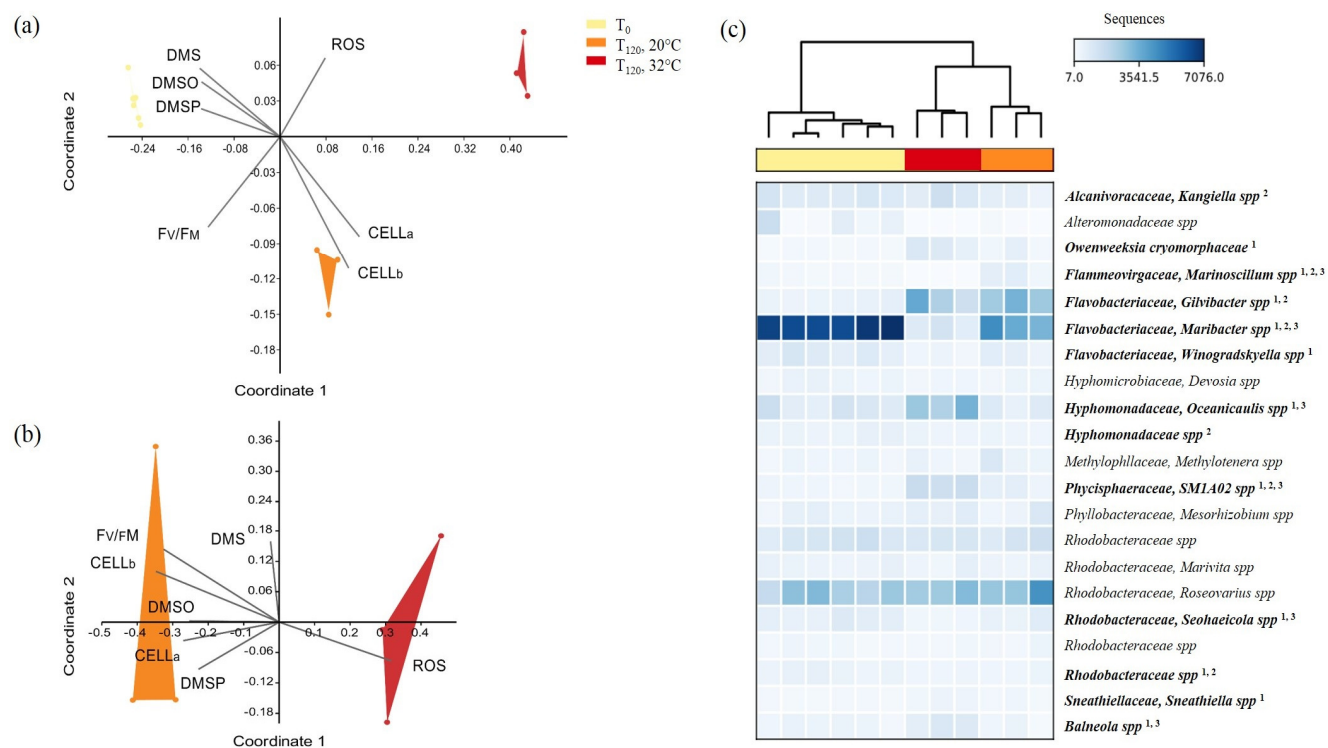 (a)
T0
T120, 20°C
T120, 32°C
DMS
DMSO
DMSP
ROS
FV/FM
CELLa
CELLb
0.06
0.03
-0.24
-0.16
-0.08
0.08
0.16
0.24
0.32
0.40
-0.03
-0.06
-0.09
-0.12
-0.15
-0.18
Coordinate 2
Coordinate 1
(b)
0.36
0.30
0.24
0.18
0.12
0.06
FV/FM
CELLb
DMS
DMSO
CELLa
DMSP
ROS
-0.5
-0.4
-0.3
-0.2
-0.1
0.1
0.2
0.3
0.4
-0.12
-0.18
Coordinate 2
Coordinate 1
(c)
Sequences
7.0
3541.5
7076.0
Alcanivoracaceae, Kangiella spp 2
Alteromonadaceae spp
Owenweeksia cryomorphaceae 1
Flammeovirgaceae, Marinoscillum spp 1, 2, 3
Flavobacteriaceae, Gilvibacter spp 1, 2
Flavobacteriaceae, Maribacter spp 1, 2, 3
Flavobacteriaceae, Winogradskyella spp 1
Hyphomicrobiaceae, Devosia spp
Hyphomonadaceae, Oceanicaulis spp 1, 3
Hyphomonadaceae spp 2
Methylophllaceae, Methylotenera spp
Phycisphaeraceae, SM1A02 spp 1, 2, 3
Phyllobacteraceae, Mesorhizobium spp
Rhodobacteraceae spp
Rhodobacteraceae, Marivita spp
Rhodobacteraceae, Roseovarius spp
Rhodobacteraceae, Seohaeicola spp 1, 3
Rhodobacteraceae spp
Rhodobacteraceae spp 1, 2
Sneathiellaceae, Sneathiella spp 1
Balneola spp 1, 3